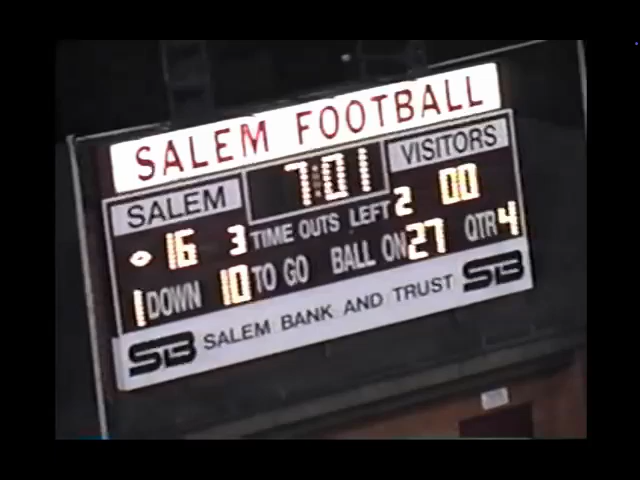 SALEM FOOTBALL
SALEM 7:01 VISITORS
16 3 TIME OUTS LEFT 2 00
1 DOWN 10 TO GO BALL ON 27 QTR 4
SB SALEM BANK AND TRUST SB